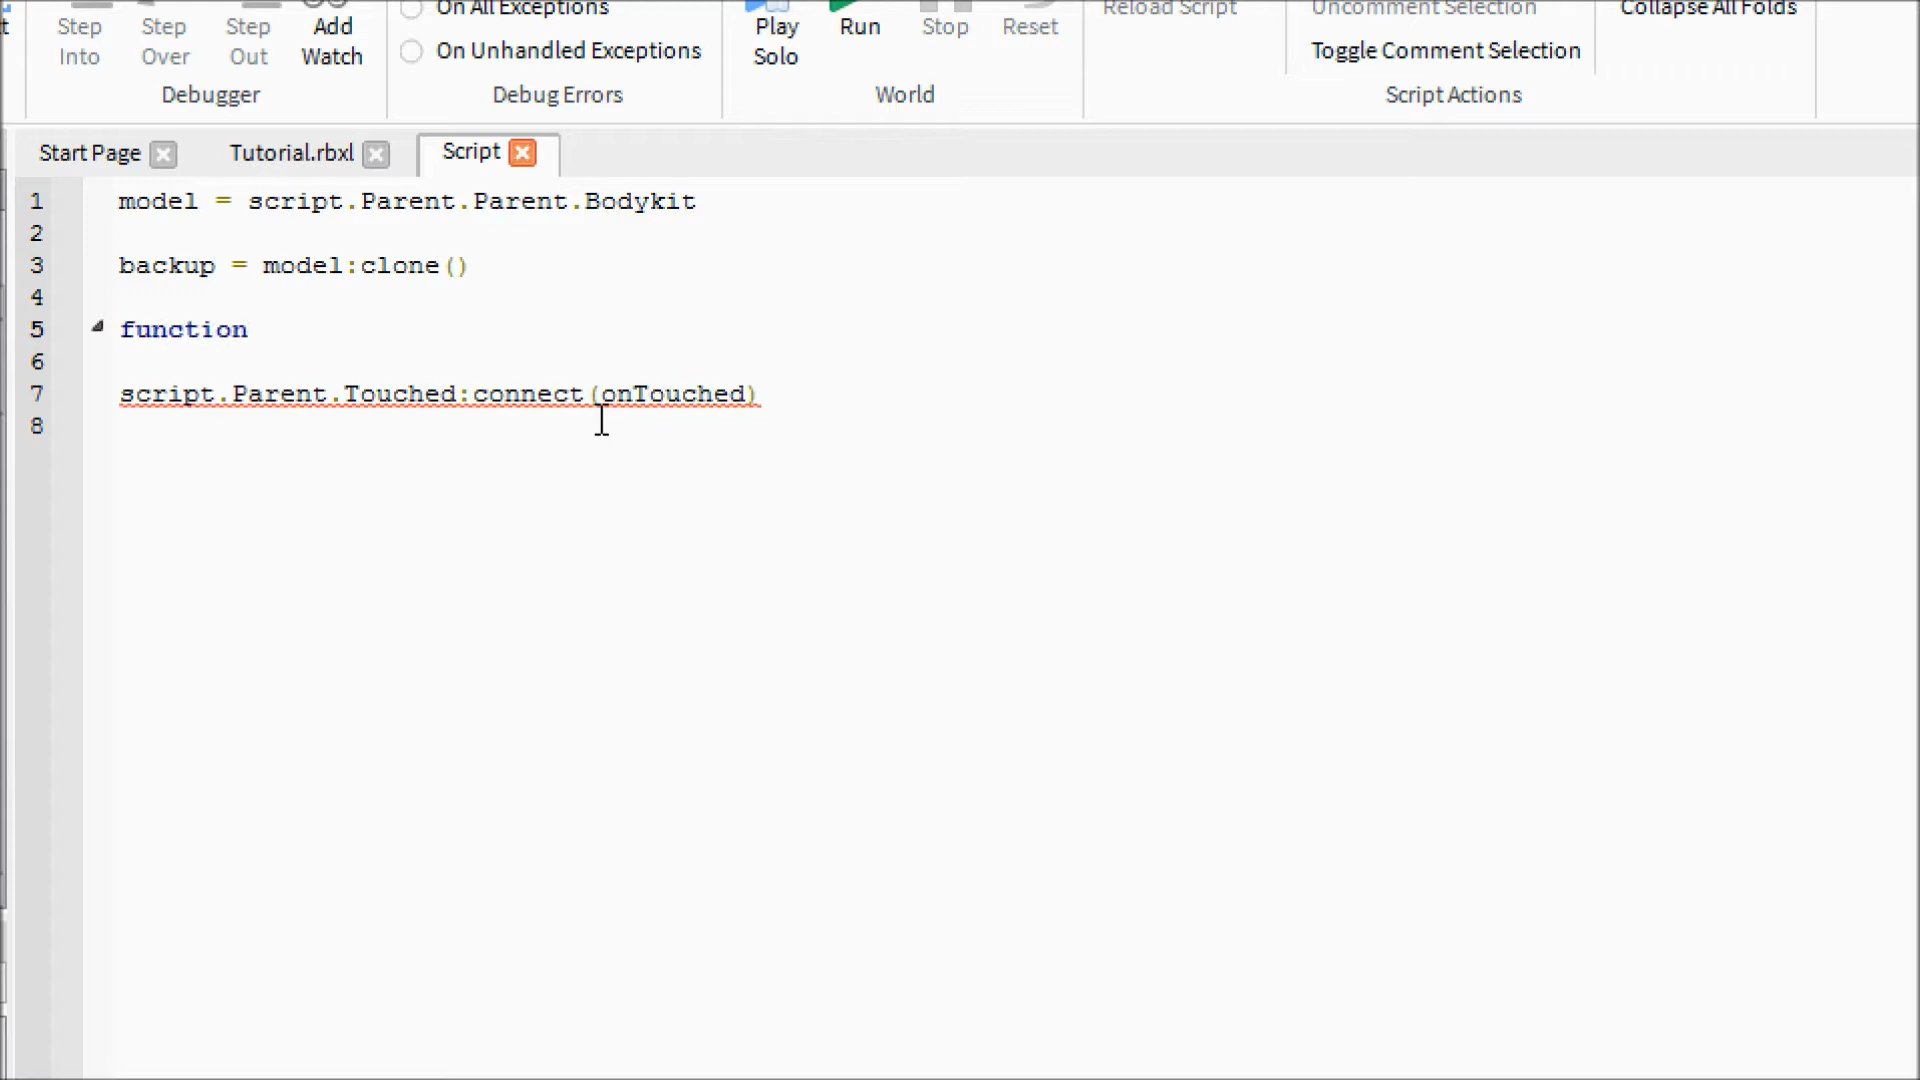 Step Into
Step Over
Step Out
Add Watch
Debugger
On All Exceptions
On Unhandled Exceptions
Debug Errors
Play Solo
Run
Stop
Reset
World
Reload Script
Uncomment Selection
Toggle Comment Selection
Script Actions
Collapse All Folds
Start Page
Tutorial.rbxl
Script
1 model = script.Parent.Parent.Bodykit
2
3 backup = model:clone()
4
5 function
6
7 script.Parent.Touched:connect(onTouched)
8